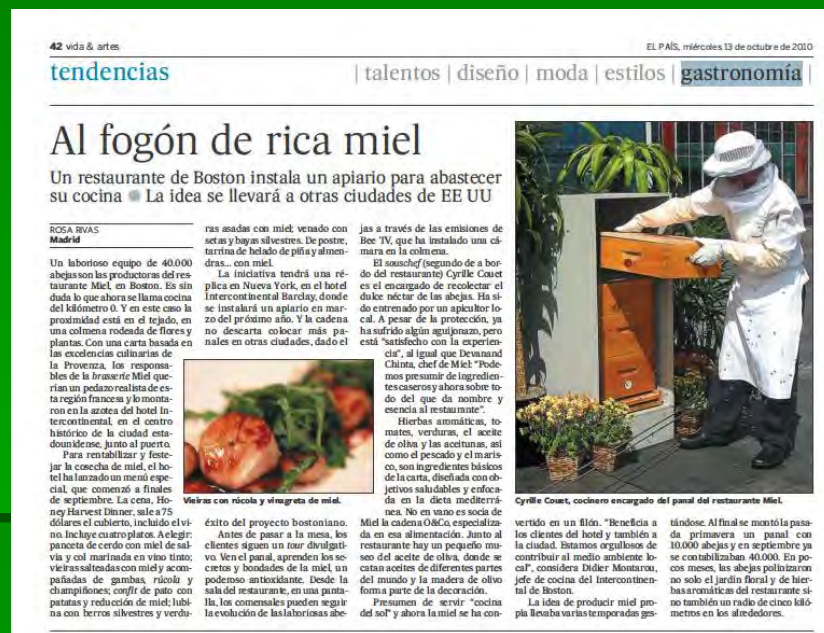 42 vida & artes
EL PAÍS, miércoles 13 de octubre de 2010
tendencias
| talentos | diseño | moda | estilos | gastronomía |
Al fogón de rica miel
Un restaurante de Boston instala un apiario para abastecer
su cocina ● La idea se llevará a otras ciudades de EE UU
ROSA RIVAS
Madrid
Un laborioso equipo de 40.000
abejas son las productoras del res-
taurante Miel, en Boston. Es sin
duda lo que ahora se llama cocina
del kilómetro 0. Y en este caso la
proximidad está en el tejado, en
una colmena rodeada de flores y
plantas. Con una carta basada en
las excelencias culinarias de
la Provenza, los responsa-
bles de la brasserie Miel que-
rían un pedazo realista de es-
ta región francesa y lo monta-
ron en la azotea del hotel In-
tercontinental, en el centro
histórico de la ciudad esta-
dounidense, junto al puerto.
Para rentabilizar y feste-
jar la cosecha de miel, el ho-
tel ha lanzado un menú espe-
cial, que comenzó a finales
de septiembre. La cena, Ho-
ney Harvest Dinner, sale a 75
dólares el cubierto, incluido el vi-
no. Incluye cuatro platos. A elegir:
panceta de cerdo con miel de sal-
via y col marinada en vino tinto;
vieiras salteadas con miel y acom-
pañadas de gambas, rúcola y
champiñones; confit de pato con
patatas y reducción de miel; lubi-
na con berros silvestres y verdu-
ras asadas con miel; venado con
setas y bayas silvestres. De postre,
tarrina de helado de piña y almen-
dras... con miel.
La iniciativa tendrá una ré-
plica en Nueva York, en el hotel
Intercontinental Barclay, donde
se instalará un apiario en mar-
zo del próximo año. Y la cadena
no descarta colocar más pa-
nales en otras ciudades, dado el
Vieiras con rúcola y vinagreta de miel.
éxito del proyecto bostoniano.
Antes de pasar a la mesa, los
clientes siguen un tour divulgati-
vo. Ven el panal, aprenden los se-
cretos y bondades de la miel, un
poderoso antioxidante. Desde la
sala del restaurante, en una panta-
lla, los comensales pueden seguir
la evolución de las laboriosas abe-
jas a través de las emisiones de
Bee TV, que ha instalado una cá-
mara en la colmena.
El souschef (segundo de a bor-
do del restaurante) Cyrille Couet
es el encargado de recolectar el
dulce néctar de las abejas. Ha si-
do entrenado por un apicultor lo-
cal. A pesar de la protección, ya
ha sufrido algún aguijonazo, pero
está "satisfecho con la experien-
cia", al igual que Devanand
Chinta, chef de Miel: "Pode-
mos presumir de ingredien-
tes caseros y ahora sobre to-
do del que da nombre y
esencia al restaurante".
Hierbas aromáticas, to-
mates, verduras, el aceite
de oliva y las aceitunas, así
como el pescado y el maris-
co, son ingredientes básicos
de la carta, diseñada con ob-
jetivos saludables y enfoca-
da en la dieta mediterrá-
nea. No en vano es socia de
Miel la cadena O&Co, especializa-
da en esa alimentación. Junto al
restaurante hay un pequeño mu-
seo del aceite de oliva, donde se
catan aceites de diferentes partes
del mundo y la madera de olivo
forma parte de la decoración.
Presumen de servir "cocina
del sol" y ahora la miel se ha con-
Cyrille Couet, cocinero encargado del panal del restaurante Miel.
vertido en un filón. "Beneficia a
los clientes del hotel y también a
la ciudad. Estamos orgullosos de
contribuir al medio ambiente lo-
cal", considera Didier Montarou,
jefe de cocina del Intercontinen-
tal de Boston.
La idea de producir miel pro-
pia llevaba varias temporadas ges-
tándose. Al final se montó la pasa-
da primavera un panal con
10.000 abejas y en septiembre ya
se contabilizaban 40.000. En po-
cos meses, las abejas polinizaron
no solo el jardín floral y de hier-
bas aromáticas del restaurante si-
no también un radio de cinco kiló-
metros en los alrededores.